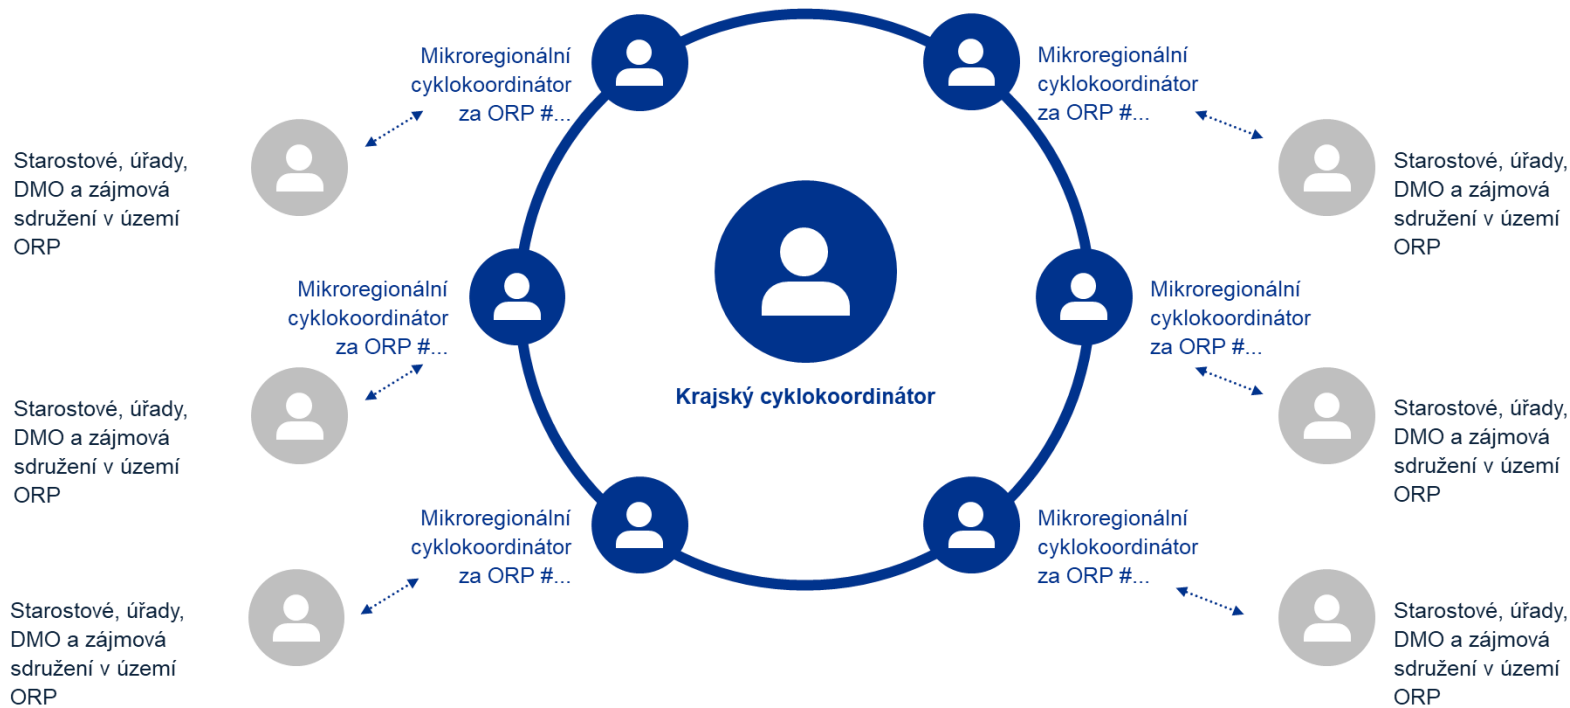 Mikroregionální
cyklokoordinátor
za ORP #...
Mikroregionální
cyklokoordinátor
za ORP #...
Starostové, úřady,
DMO a zájmová
sdružení v území
ORP
Starostové, úřady,
DMO a zájmová
sdružení v území
ORP
Mikroregionální
cyklokoordinátor
za ORP #...
Mikroregionální
cyklokoordinátor
za ORP #...
Krajský cyklokoordinátor
Starostové, úřady,
DMO a zájmová
sdružení v území
ORP
Starostové, úřady,
DMO a zájmová
sdružení v území
ORP
Mikroregionální
cyklokoordinátor
za ORP #...
Mikroregionální
cyklokoordinátor
za ORP #...
Starostové, úřady,
DMO a zájmová
sdružení v území
ORP
Starostové, úřady,
DMO a zájmová
sdružení v území
ORP